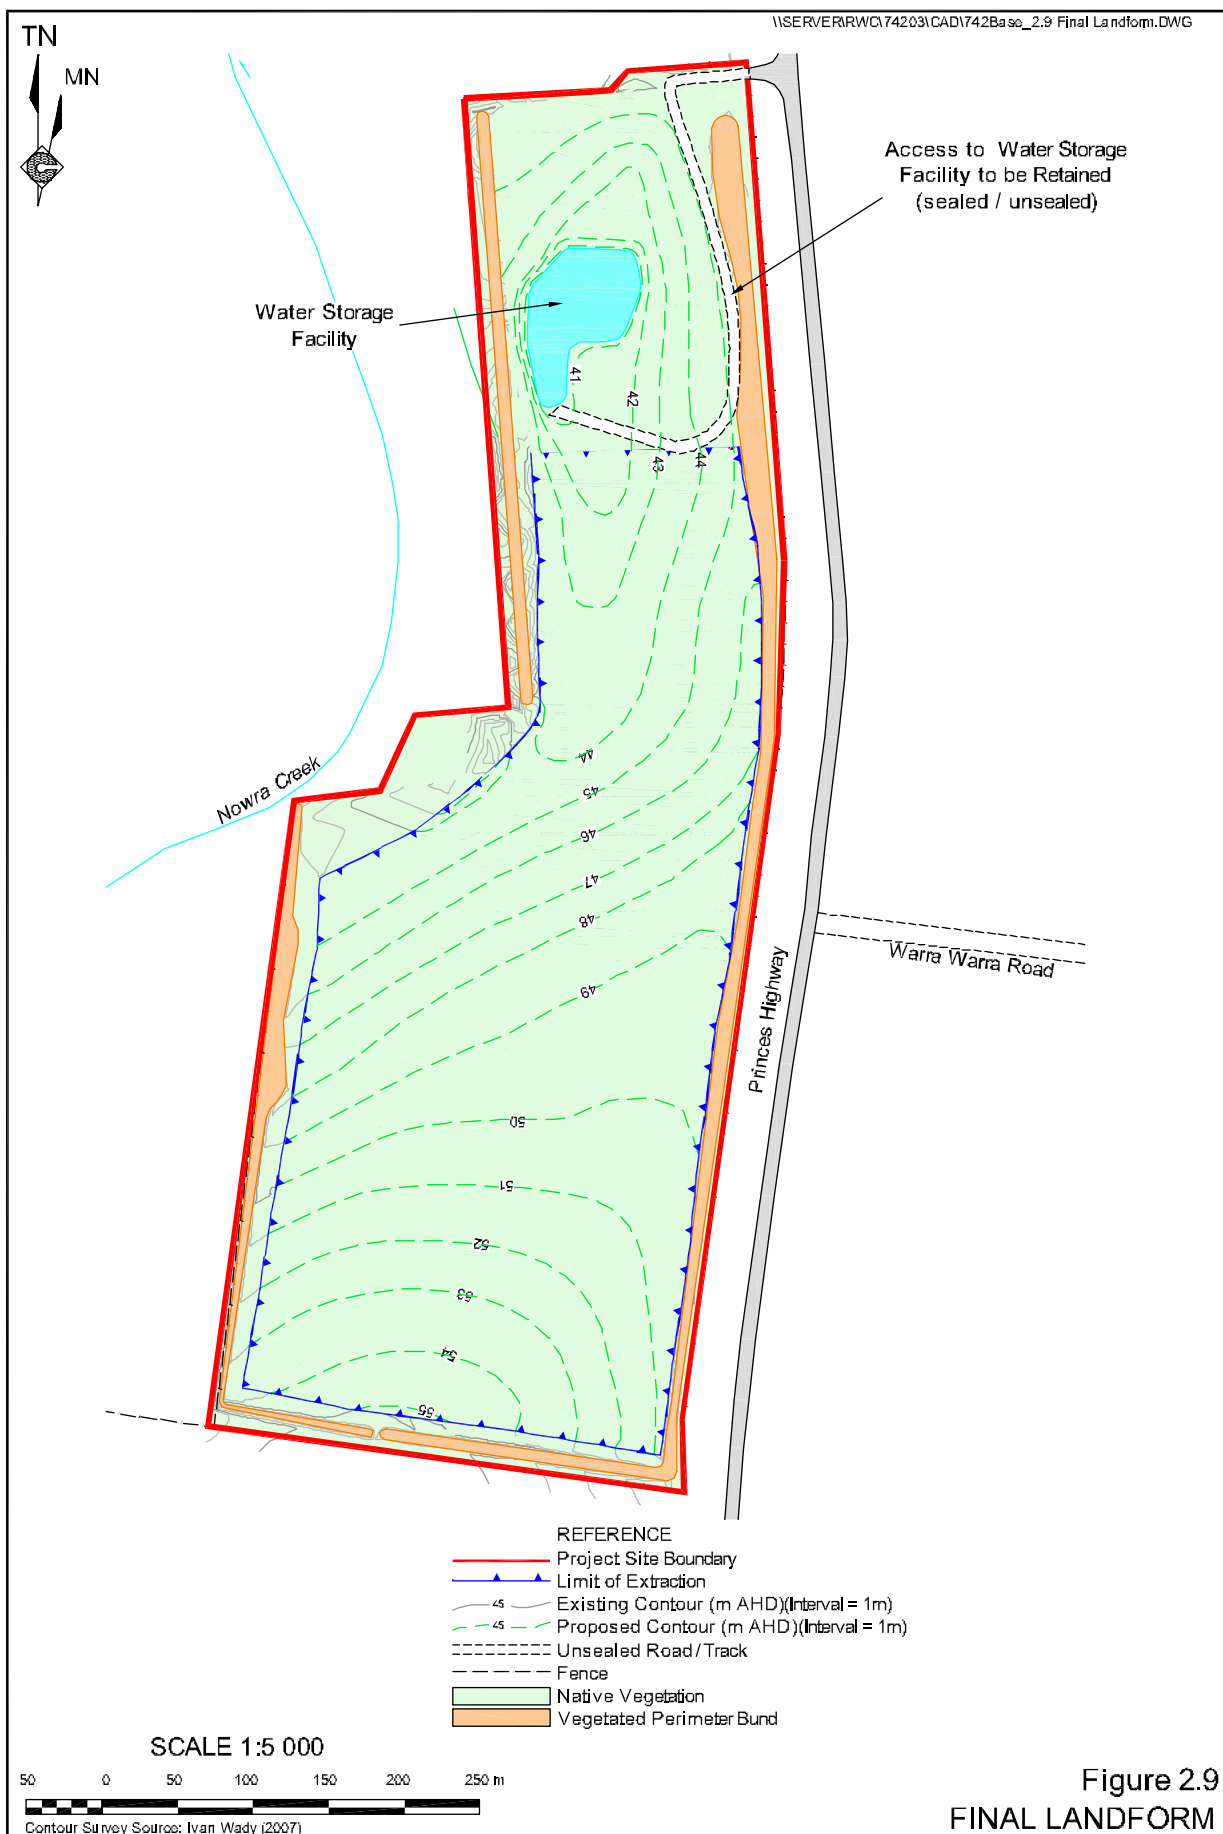 \\SERVER\RWC\74203\CAD\742Base_2.9 Final Landform.DWG
TN
MN
Access to Water Storage
Facility to be Retained
(sealed / unsealed)
Water Storage
Facility
41
42
43
44
44
45
46
47
48
49
50
51
52
53
54
55
Nowra Creek
Princes Highway
Warra Warra Road
REFERENCE
Project Site Boundary
Limit of Extraction
45 Existing Contour (m AHD)(Interval = 1m)
45 Proposed Contour (m AHD)(Interval = 1m)
Unsealed Road / Track
Fence
Native Vegetation
Vegetated Perimeter Bund
SCALE 1:5 000
50 0 50 100 150 200 250 m
Contour Survey Source: Ivan Wady (2007)
Figure 2.9
FINAL LANDFORM